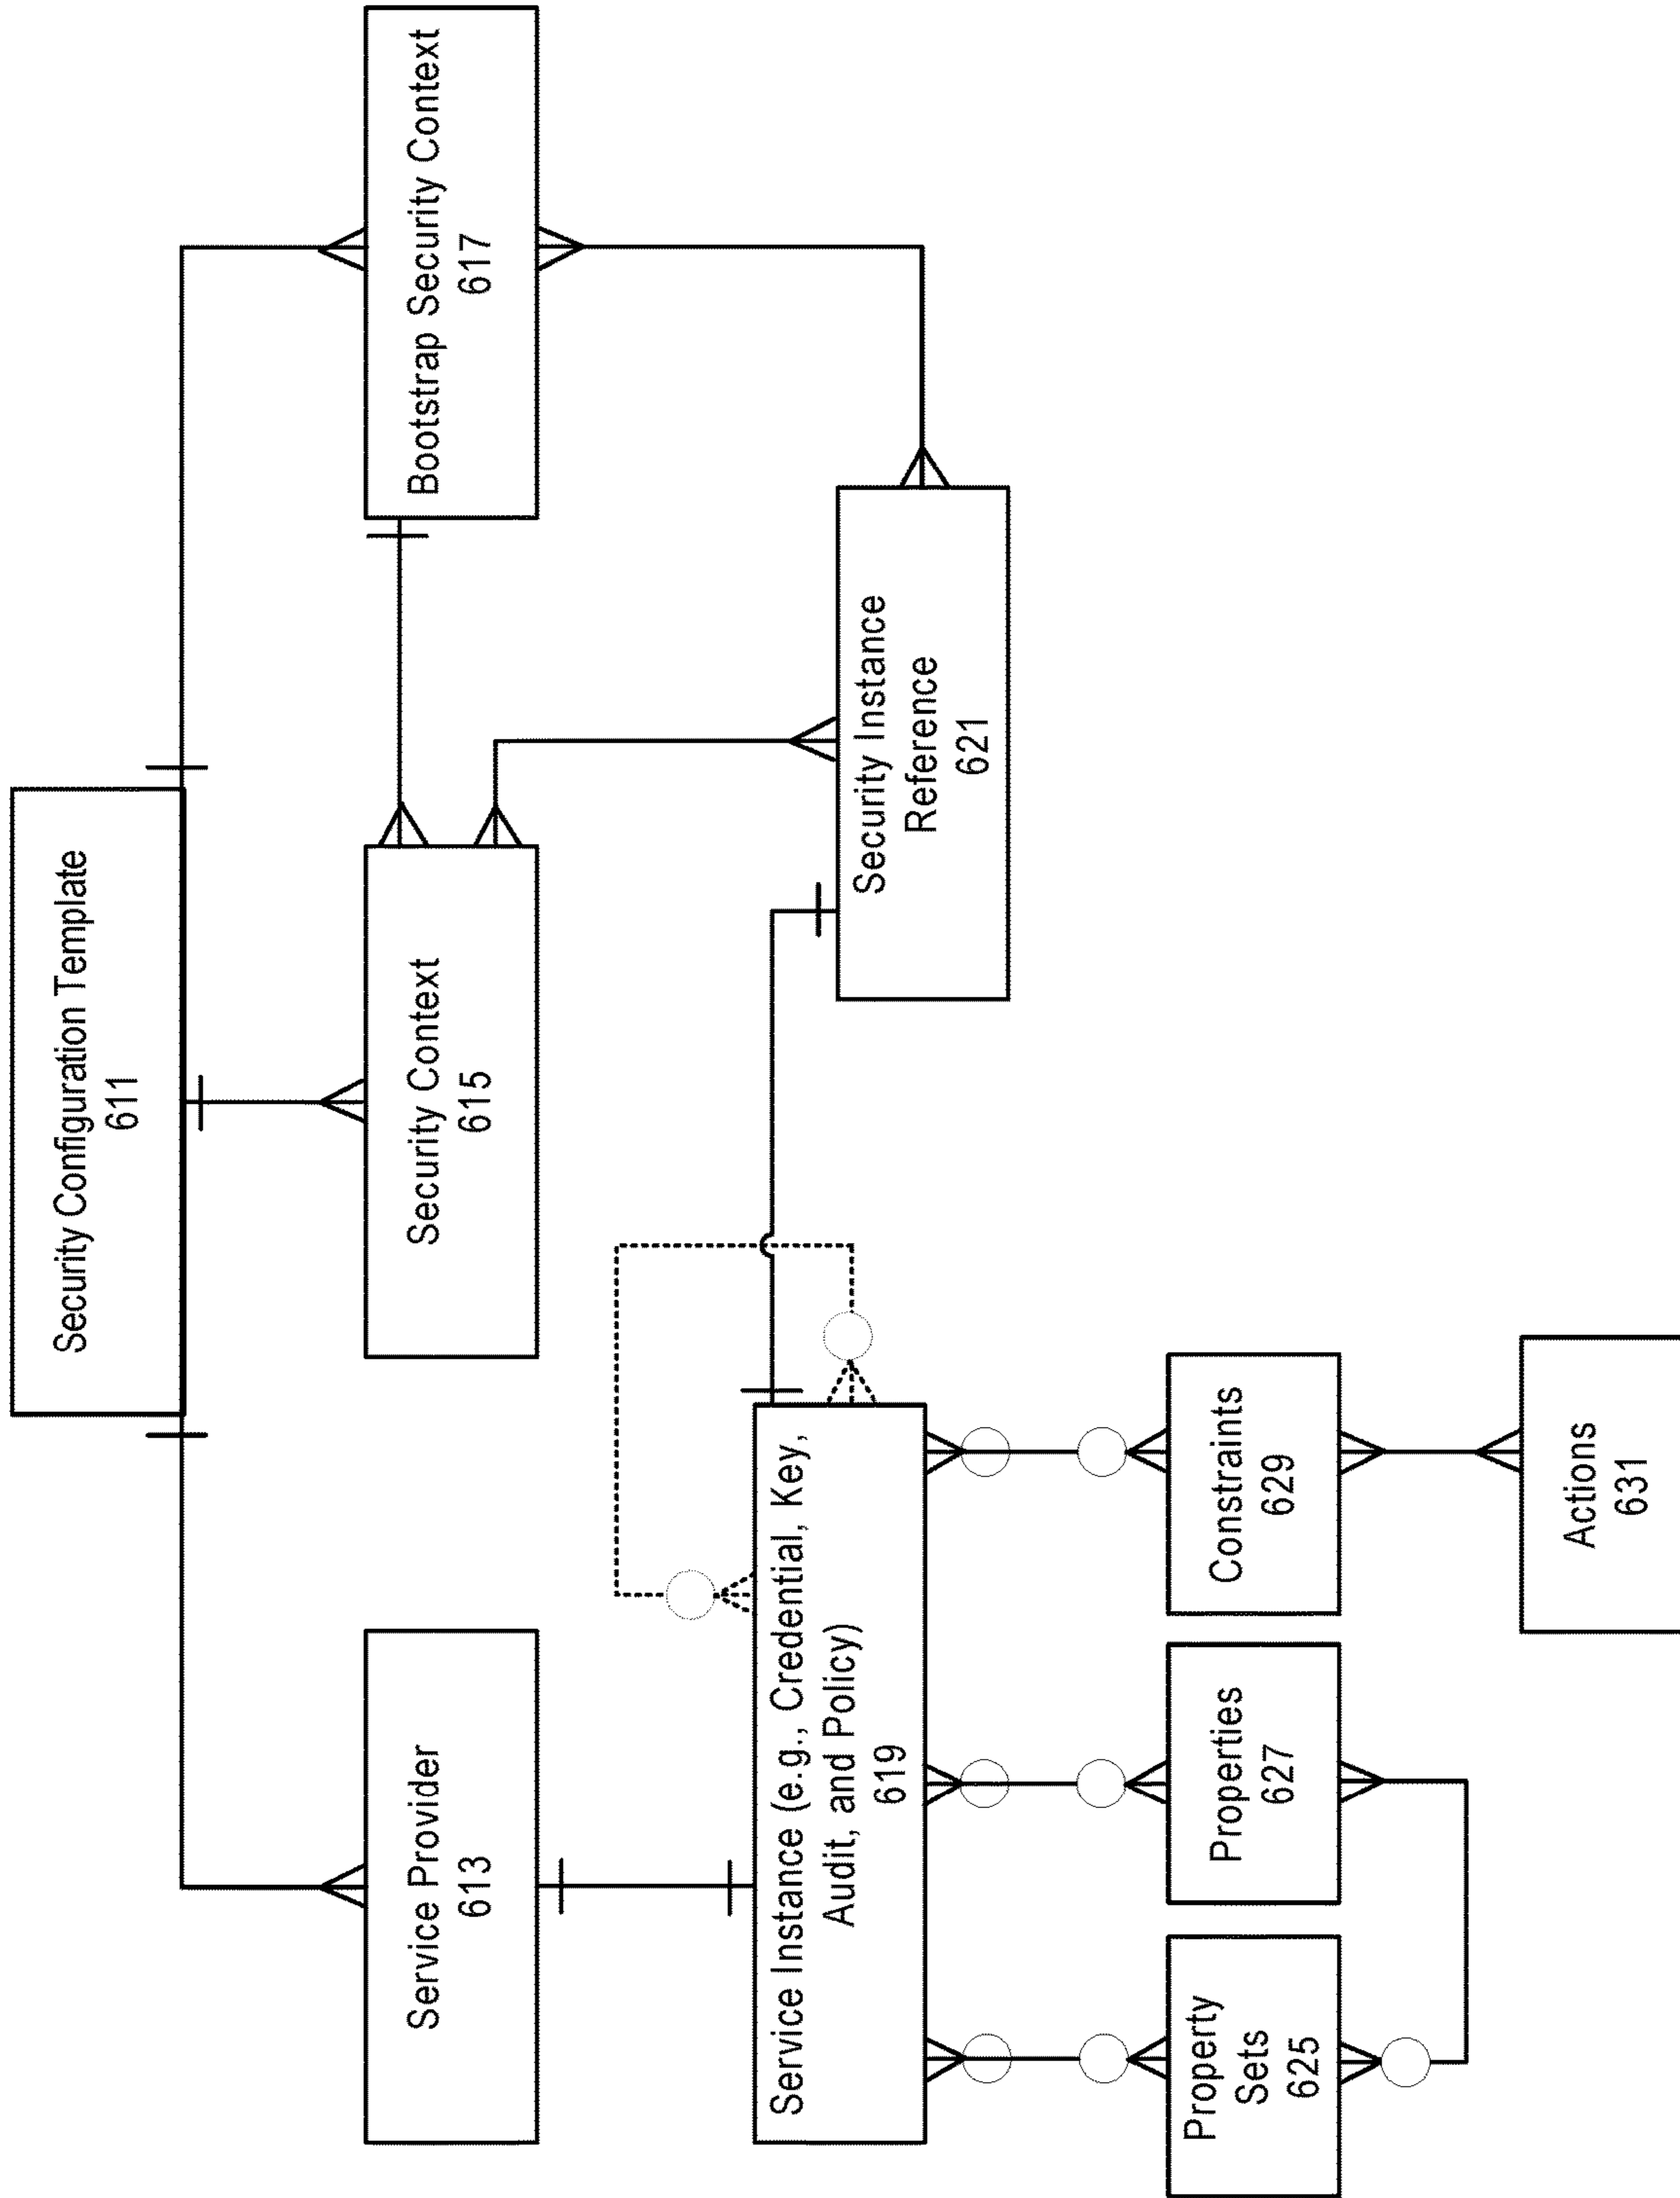 Security Configuration Template
611
Service Provider
613
Security Context
615
Bootstrap Security Context
617
Service Instance (e.g., Credential, Key,
Audit, and Policy)
619
Security Instance
Reference
621
Property
Sets
625
Properties
627
Constraints
629
Actions
631